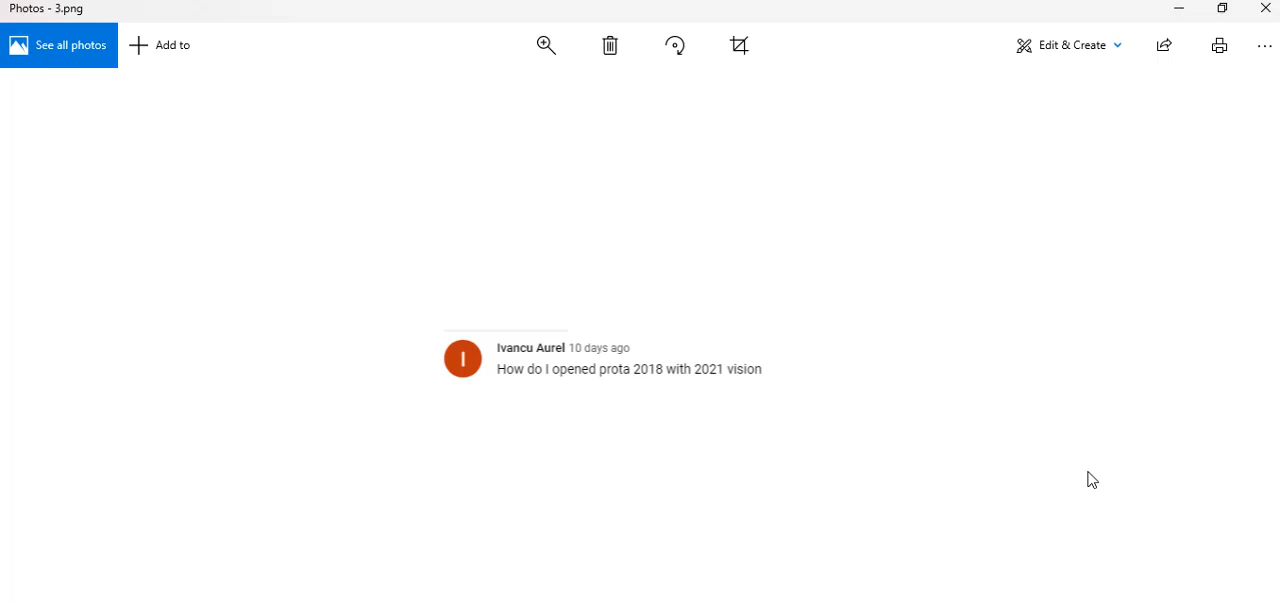 Photos - 3.png
See all photos
Add to
Edit & Create
I
Ivancu Aurel 10 days ago
How do I opened prota 2018 with 2021 vision